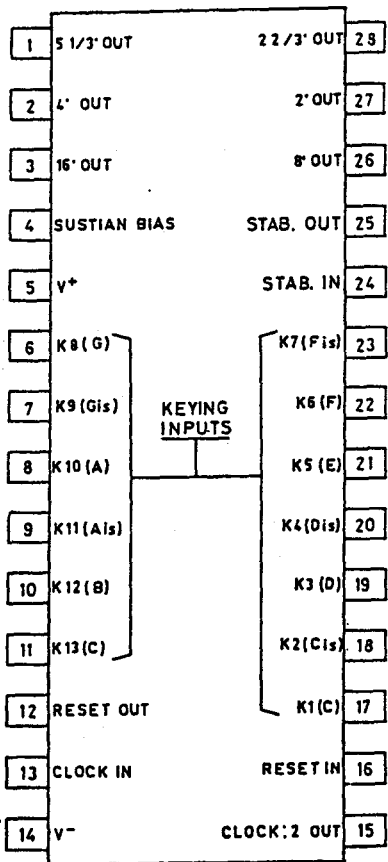 1 5 1/3' OUT 2 2/3' OUT 28
2 4' OUT 2' OUT 27
3 16' OUT 8' OUT 26
4 SUSTIAN BIAS STAB. OUT 25
5 V+ STAB. IN 24
6 K8(G) K7(Fis) 23
7 K9(Gis) K6(F) 22
KEYING
INPUTS
8 K10(A) K5(E) 21
9 K11(Ais) K4(Dis) 20
10 K12(B) K3(D) 19
11 K13(C) K2(Cis) 18
12 RESET OUT K1(C) 17
13 CLOCK IN RESET IN 16
14 V- CLOCK:2 OUT 15